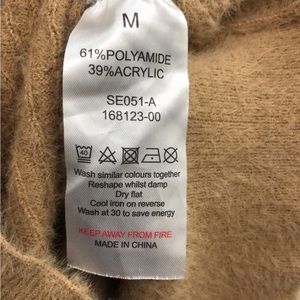 M
61%POLYAMIDE
39%ACRYLIC
SE051-A
168123-00
40
Wash similar colours together
Reshape whilst damp
Dry flat
Cool iron on reverse
Wash at 30 to save energy
KEEP AWAY FROM FIRE
MADE IN CHINA